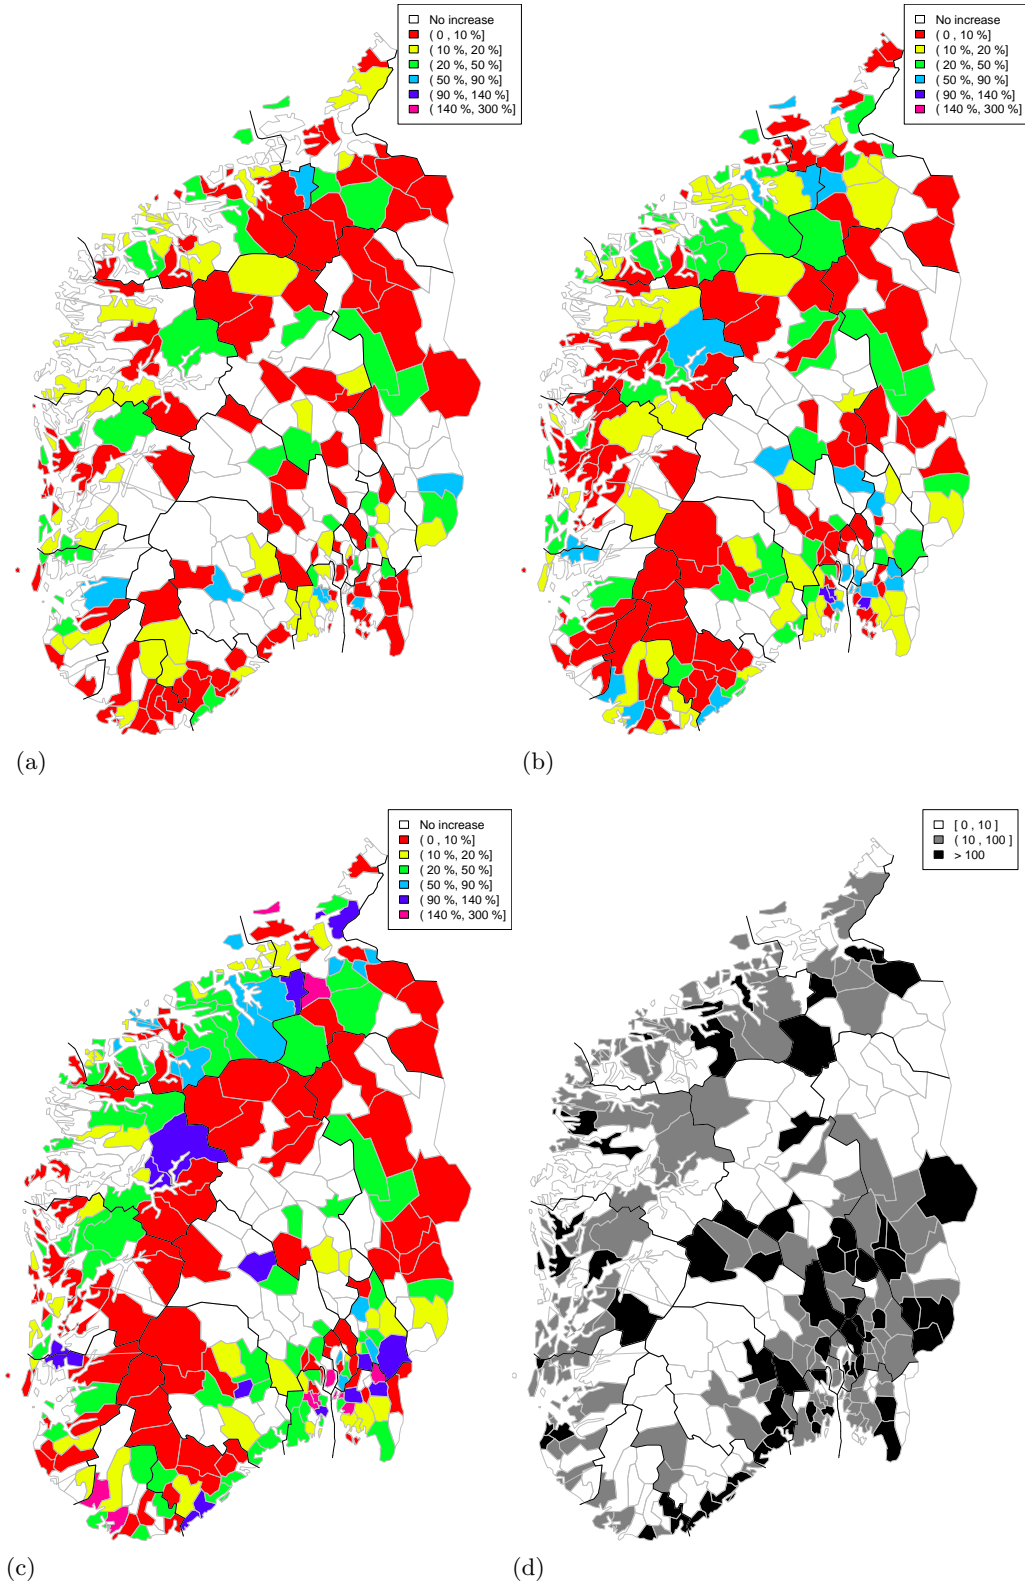 No increase
( 0 , 10 %]
( 10 %, 20 %]
( 20 %, 50 %]
( 50 %, 90 %]
( 90 %, 140 %]
( 140 %, 300 %]
(a)
No increase
( 0 , 10 %]
( 10 %, 20 %]
( 20 %, 50 %]
( 50 %, 90 %]
( 90 %, 140 %]
( 140 %, 300 %]
(b)
No increase
( 0 , 10 %]
( 10 %, 20 %]
( 20 %, 50 %]
( 50 %, 90 %]
( 90 %, 140 %]
( 140 %, 300 %]
(c)
[ 0 , 10 ]
( 10 , 100 ]
> 100
(d)